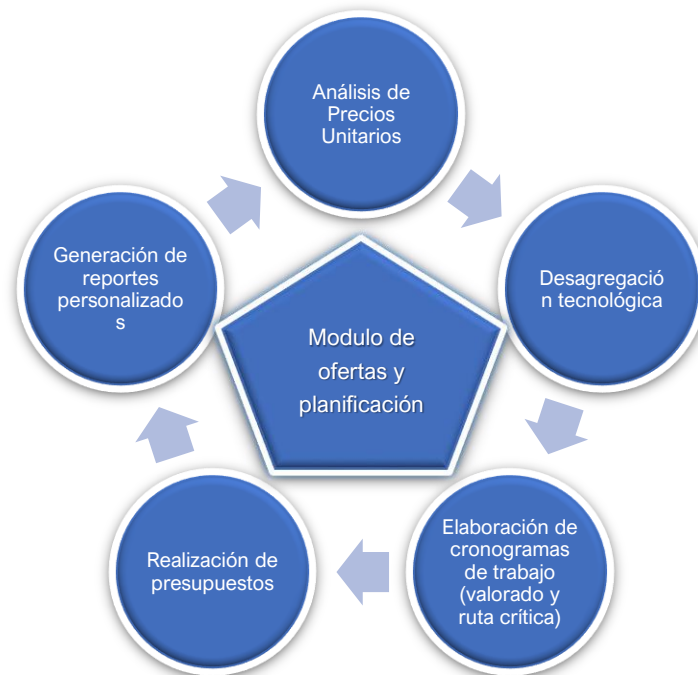 Análisis de
Precios
Unitarios
Desagregació
n tecnológica
Elaboración de
cronogramas
de trabajo
(valorado y
ruta crítica)
Realización de
presupuestos
Generación de
reportes
personalizado
s
Modulo de
ofertas y
planificación